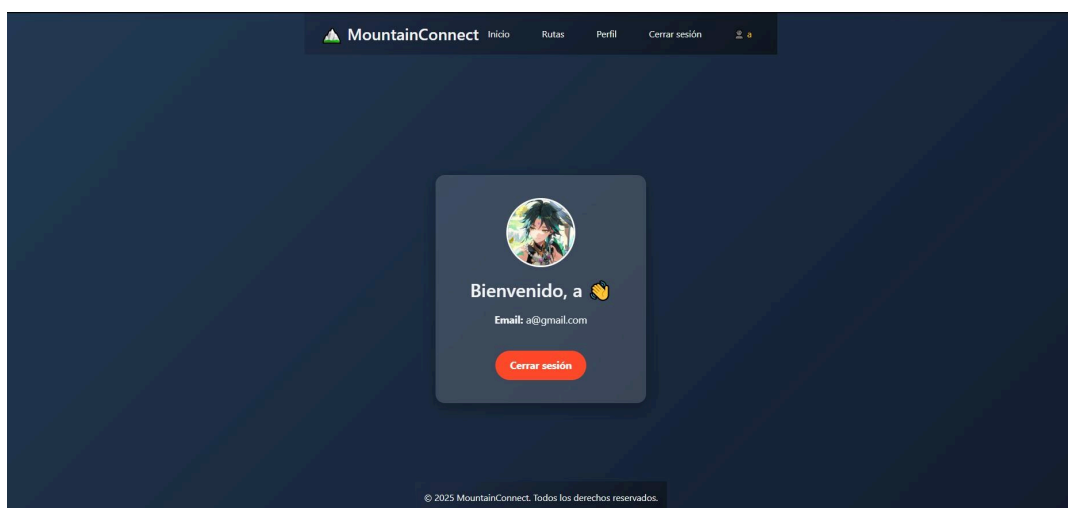 MountainConnect Inicio Rutas Perfil Cerrar sesión a
Bienvenido, a
Email: a@gmail.com
Cerrar sesión
© 2025 MountainConnect. Todos los derechos reservados.